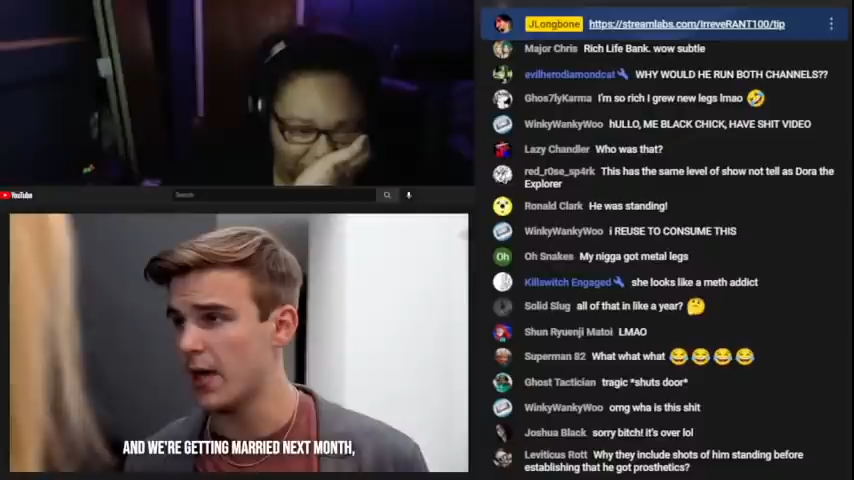 YouTube
Search
AND WE'RE GETTING MARRIED NEXT MONTH,
JLongbone https://streamlabs.com/IrreveRANT100/tip
Major Chris Rich Life Bank. wow subtle
evilherodiamondcat WHY WOULD HE RUN BOTH CHANNELS??
Ghos7lyKarma I'm so rich I grew new legs lmao 🤣
WinkyWankyWoo hULLO, ME BLACK CHICK, HAVE SHIT VIDEO
Lazy Chandler Who was that?
red_r0se_sp4rk This has the same level of show not tell as Dora the
Explorer
Ronald Clark He was standing!
WinkyWankyWoo i REUSE TO CONSUME THIS
Oh
Oh Snakes My nigga got metal legs
Killswitch Engaged she looks like a meth addict
Solid Slug all of that in like a year? 🤔
Shun Ryuenji Matoi LMAO
Superman 82 What what what 😂😂😂😂
Ghost Tactician tragic *shuts door*
WinkyWankyWoo omg wha is this shit
Joshua Black sorry bitch! it's over lol
Leviticus Rott Why they include shots of him standing before
establishing that he got prosthetics?